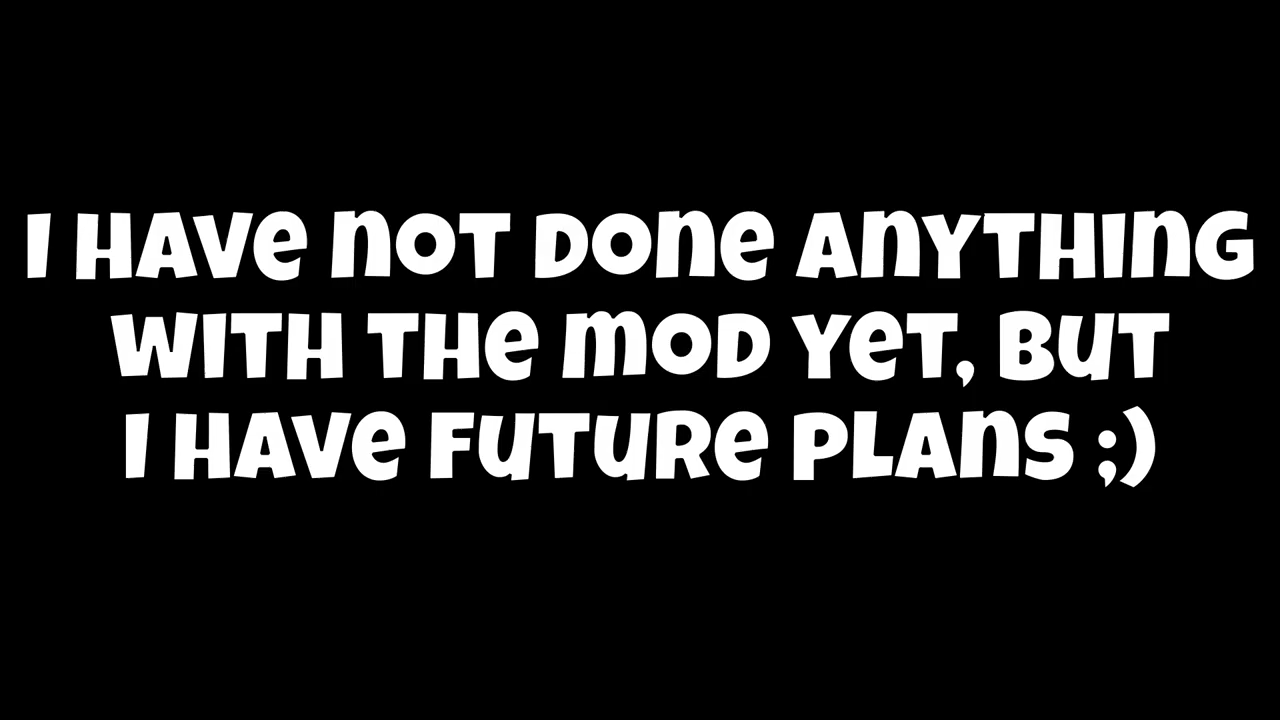 I HAVE NOT DONE ANYTHING
WITH THE MOD YET, BUT
I HAVE FUTURE PLANS ;)